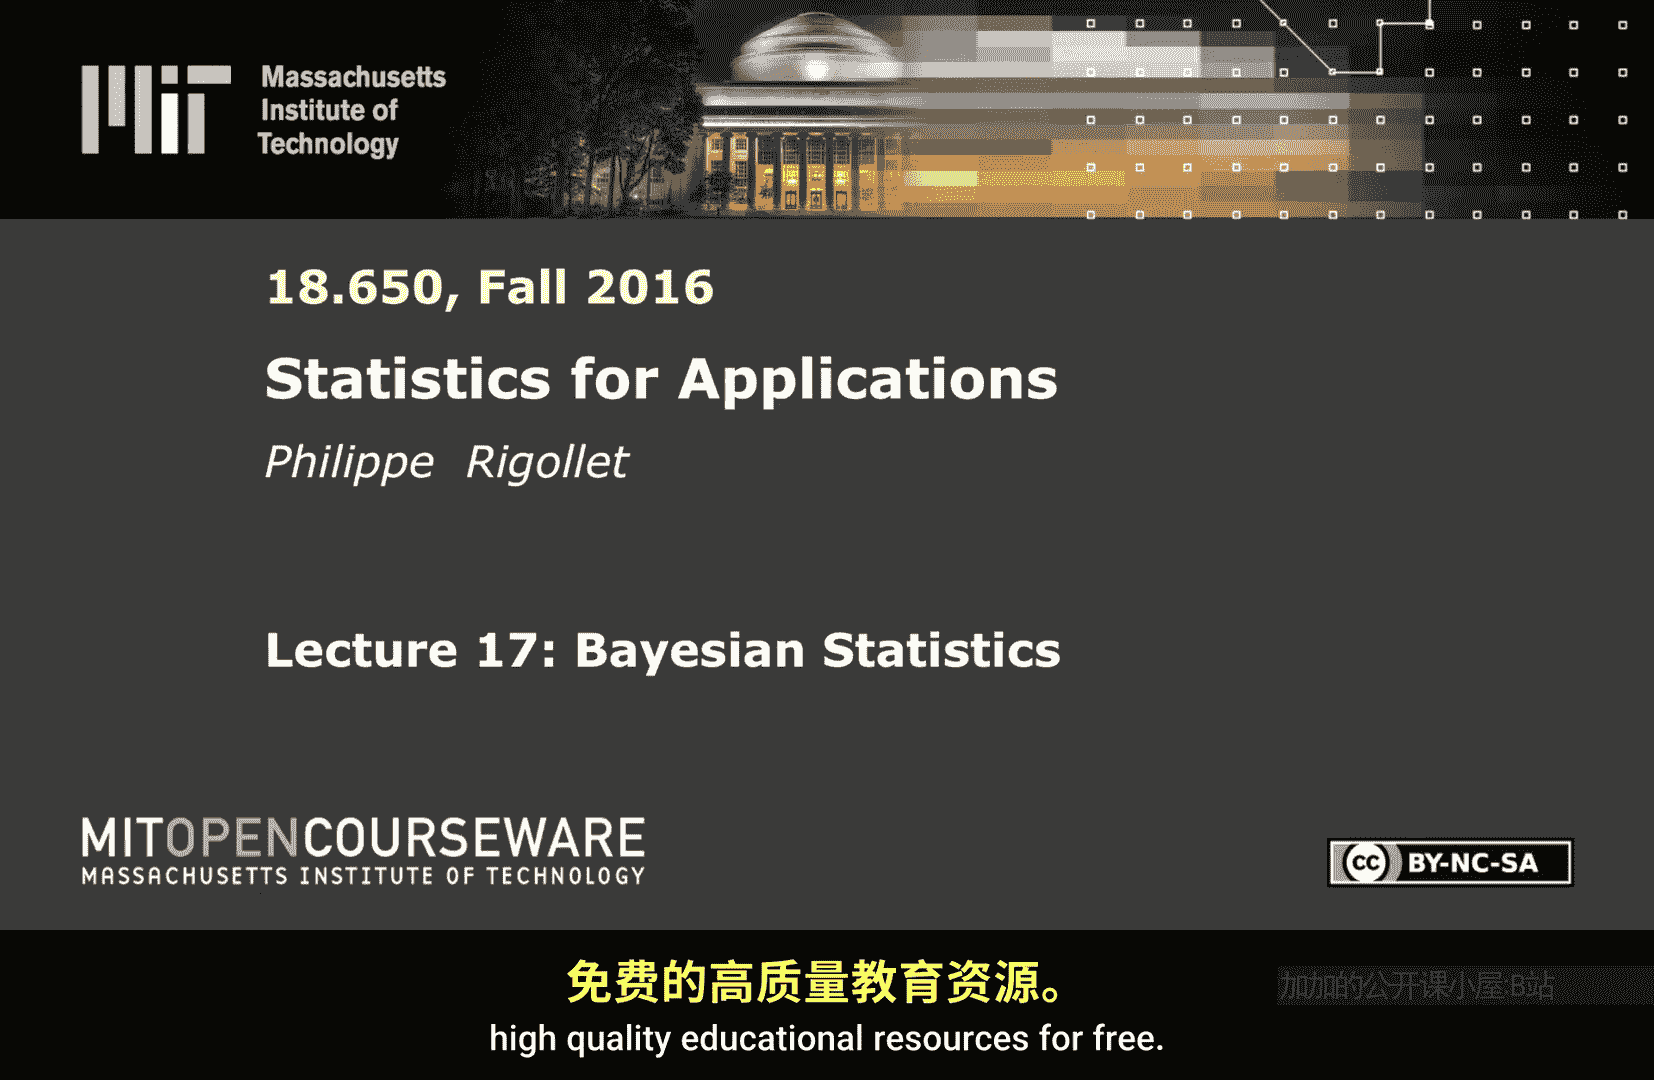 Massachusetts
Institute of
Technology
18.650, Fall 2016
Statistics for Applications
Philippe Rigollet
Lecture 17: Bayesian Statistics
MITOPENCOURSEWARE
MASSACHUSETTS INSTITUTE OF TECHNOLOGY
cc BY-NC-SA
免费的高质量教育资源。
加加的公开课小屋:B站
high quality educational resources for free.